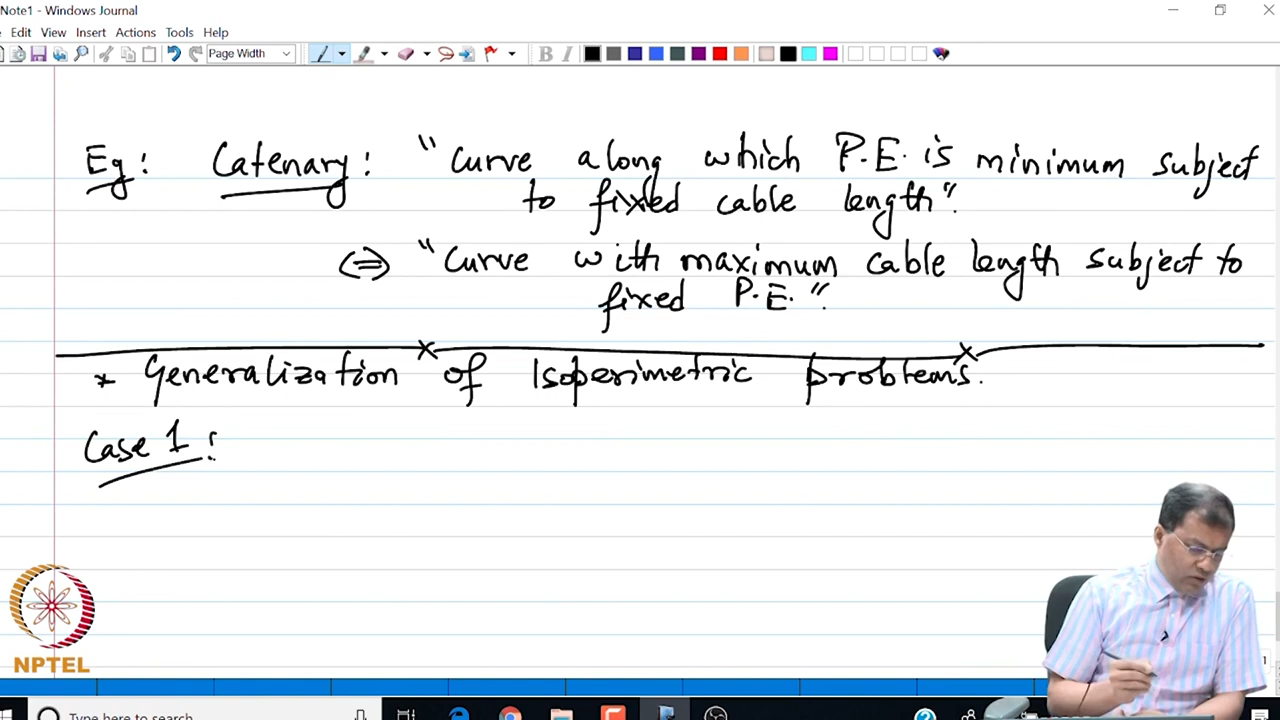 Note1 - Windows Journal
Edit View Insert Actions Tools Help
Page Width B I
Eg: Catenary: "Curve along which P.E. is minimum subject
to fixed cable length".
⇔ "Curve with maximum cable length subject to
fixed P.E."
* Generalization of Isoperimetric problems.
Case 1:
NPTEL
Type here to search